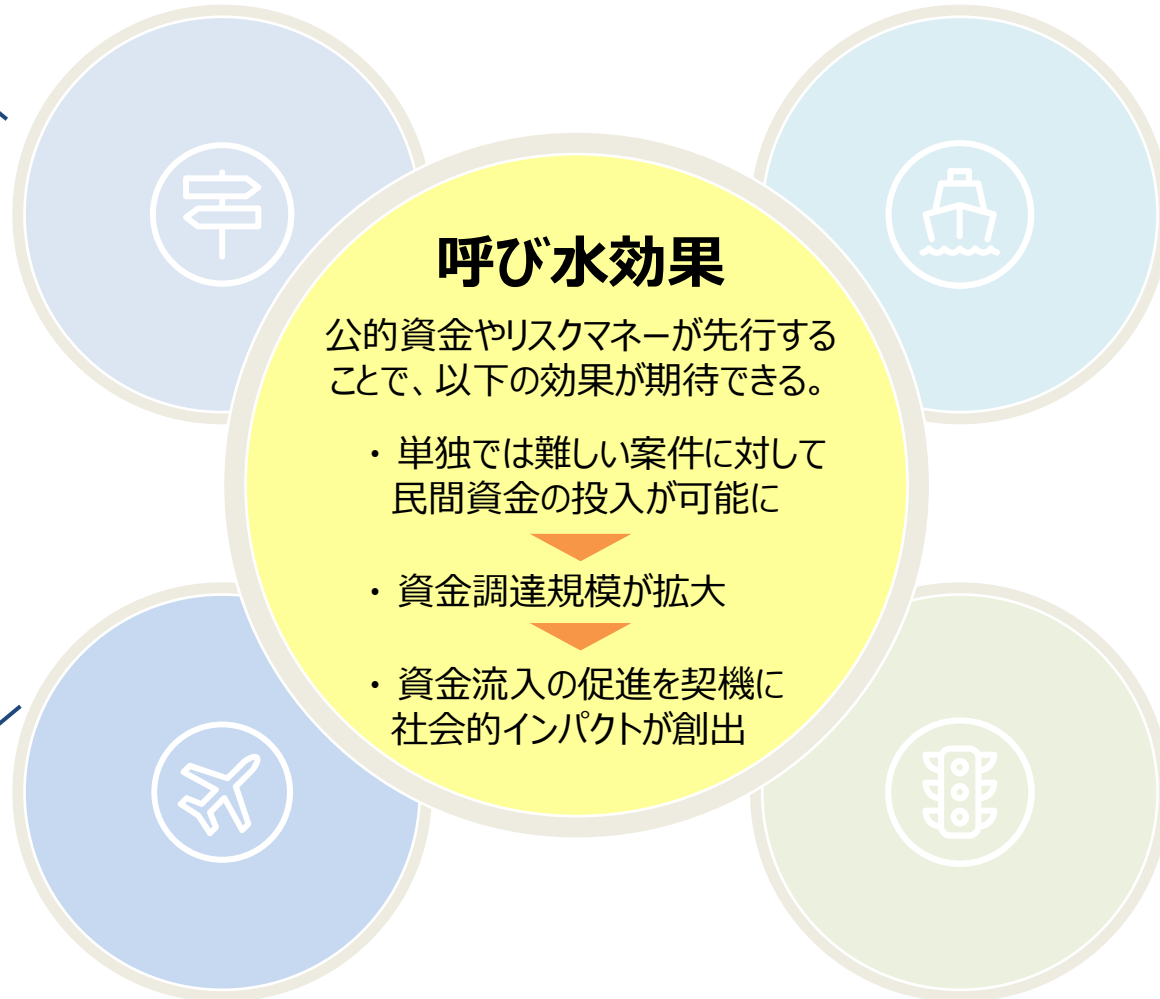 呼び水効果
公的資金やリスクマネーが先行する
ことで、以下の効果が期待できる。
・ 単独では難しい案件に対して
民間資金の投入が可能に
・ 資金調達規模が拡大
・ 資金流入の促進を契機に
社会的インパクトが創出